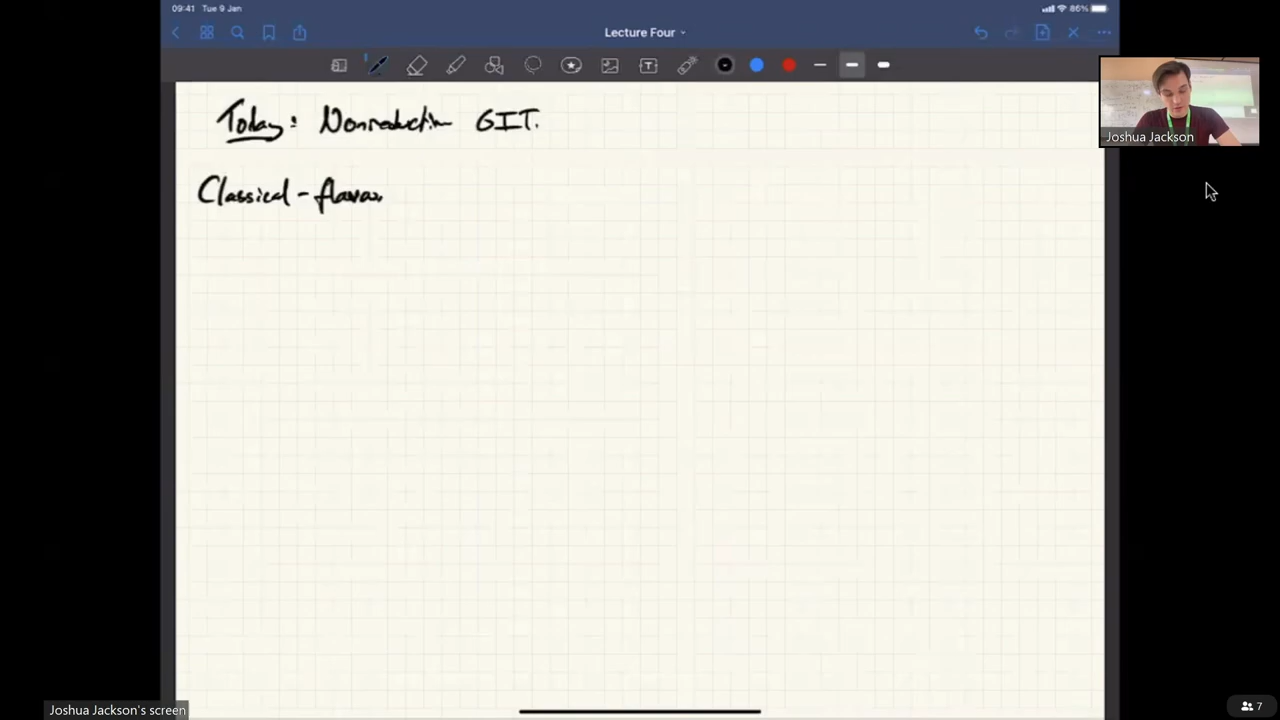 09:41 Tue 9 Jan
86%
Lecture Four
Today: Nonreductive GIT.
Classical-flavour
Joshua Jackson
Joshua Jackson's screen
7